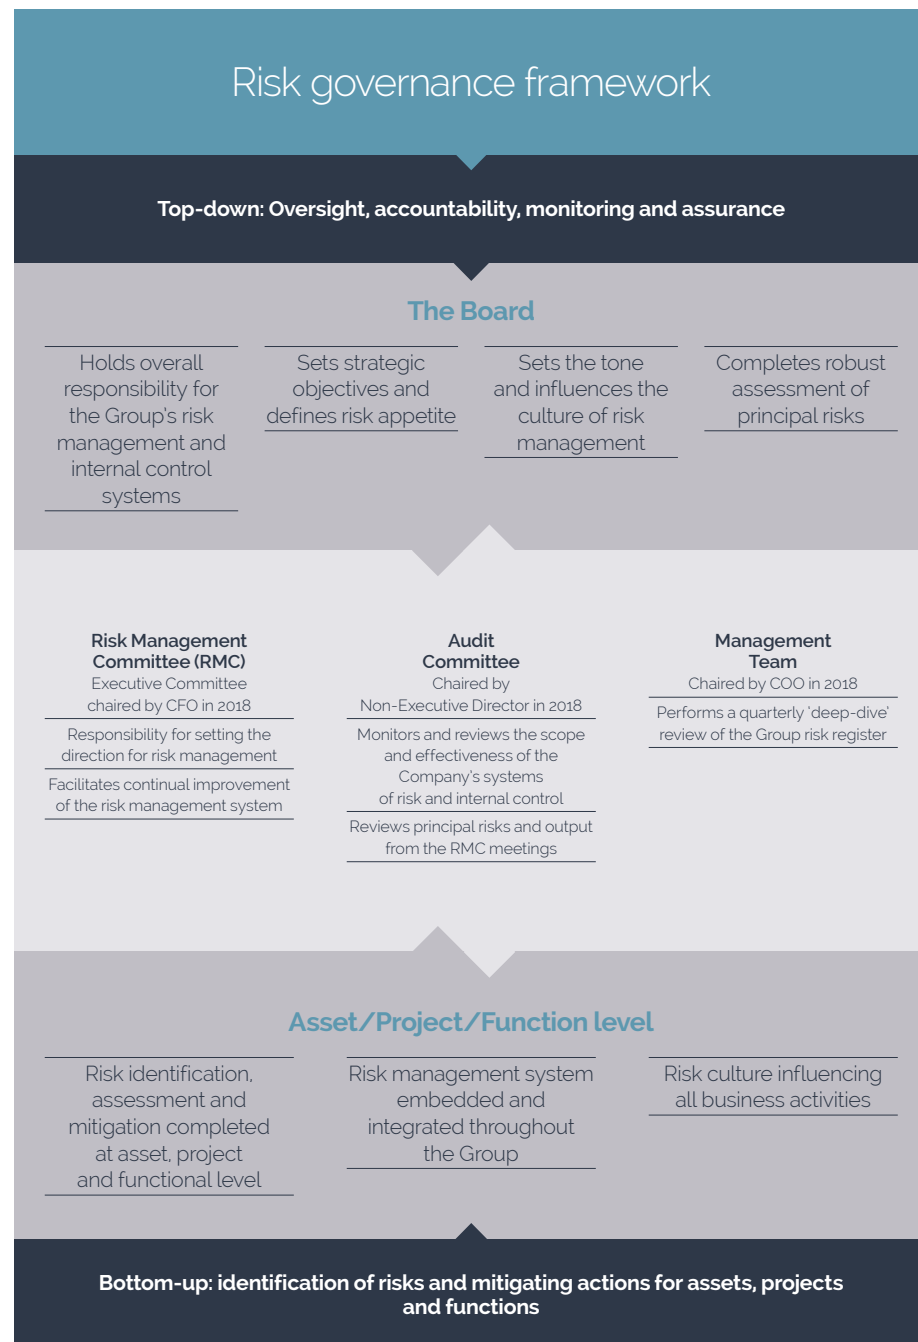 Risk governance framework
Top-down: Oversight, accountability, monitoring and assurance
The Board
Holds overall
responsibility for
the Group's risk
management and
internal control
systems
Sets strategic
objectives and
defines risk appetite
Sets the tone
and influences the
culture of risk
management
Completes robust
assessment of
principal risks
Risk Management
Committee (RMC)
Executive Committee
chaired by CFO in 2018
Responsibility for setting the
direction for risk management
Facilitates continual improvement
of the risk management system
Audit
Committee
Chaired by
Non-Executive Director in 2018
Monitors and reviews the scope
and effectiveness of the
Company's systems
of risk and internal control
Reviews principal risks and output
from the RMC meetings
Management
Team
Chaired by COO in 2018
Performs a quarterly 'deep-dive'
review of the Group risk register
Asset/Project/Function level
Risk identification,
assessment and
mitigation completed
at asset, project
and functional level
Risk management system
embedded and
integrated throughout
the Group
Risk culture influencing
all business activities
Bottom-up: identification of risks and mitigating actions for assets, projects
and functions